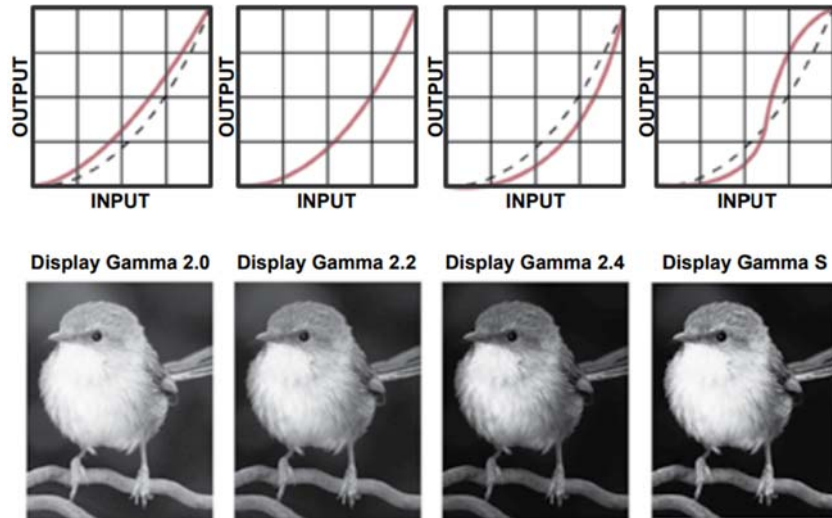 OUTPUT
OUTPUT
OUTPUT
OUTPUT
INPUT
INPUT
INPUT
INPUT
Display Gamma 2.0
Display Gamma 2.2
Display Gamma 2.4
Display Gamma S